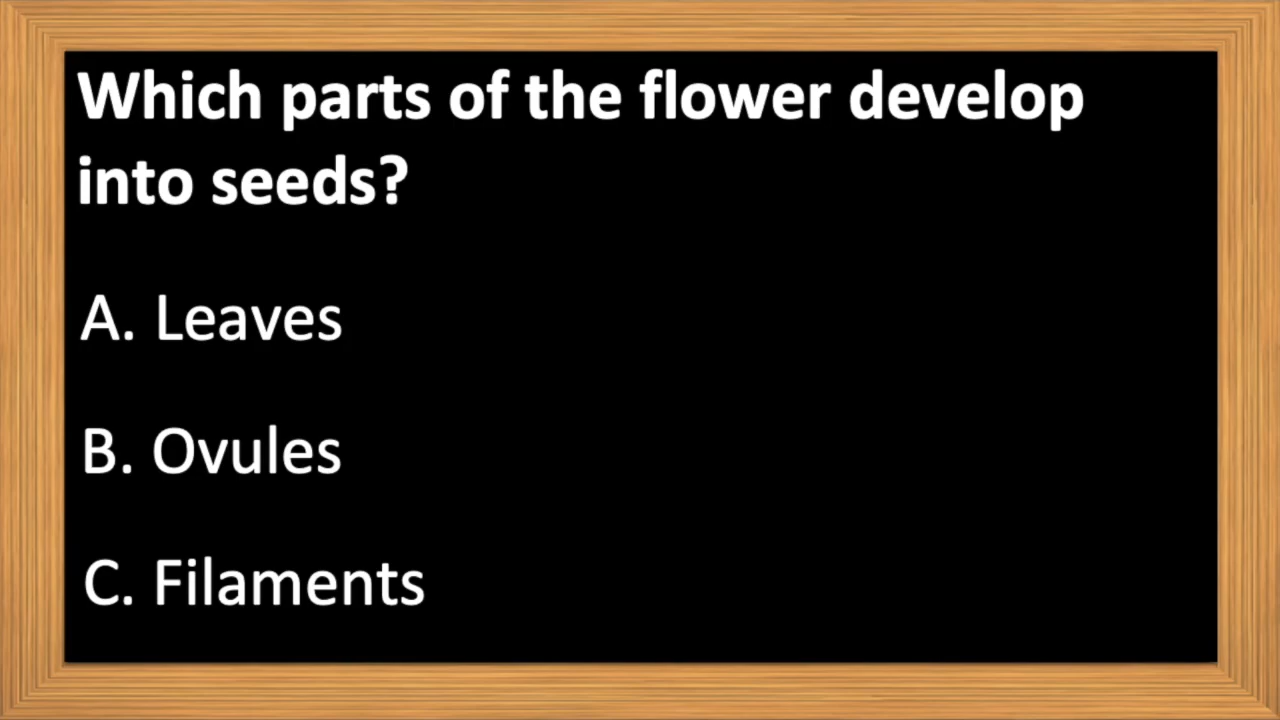 Which parts of the flower develop
into seeds?
A. Leaves
B. Ovules
C. Filaments